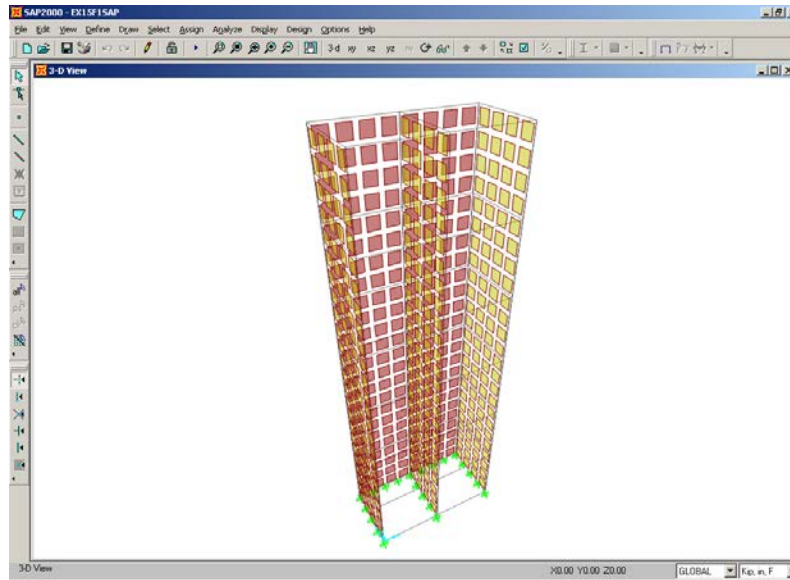 SAP2000 - EX15F1SAP
File Edit View Define Draw Select Assign Analyze Display Design Options Help
3-d xy xz yz
3-D View
3-D View X0.00 Y0.00 Z0.00 GLOBAL Kip, in, F